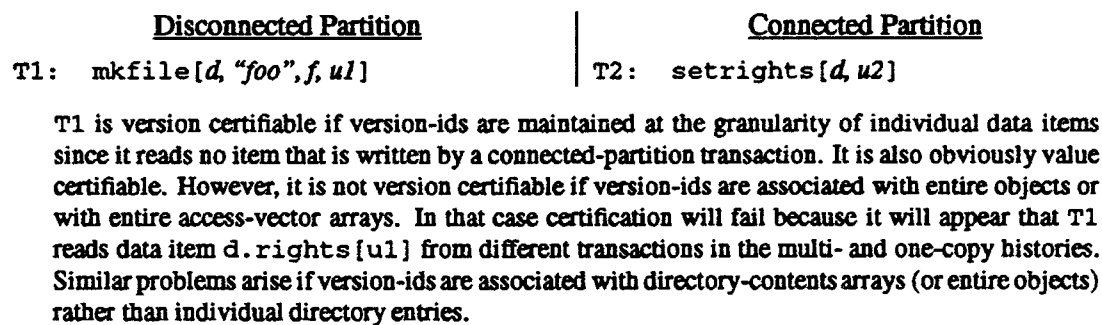 Disconnected Partition Connected Partition
T1: mkfile[d, “foo”, f, u1] T2: setrights[d, u2]
T1 is version certifiable if version-ids are maintained at the granularity of individual data items
since it reads no item that is written by a connected-partition transaction. It is also obviously value
certifiable. However, it is not version certifiable if version-ids are associated with entire objects or
with entire access-vector arrays. In that case certification will fail because it will appear that T1
reads data item d.rights[u1] from different transactions in the multi- and one-copy histories.
Similar problems arise if version-ids are associated with directory-contents arrays (or entire objects)
rather than individual directory entries.